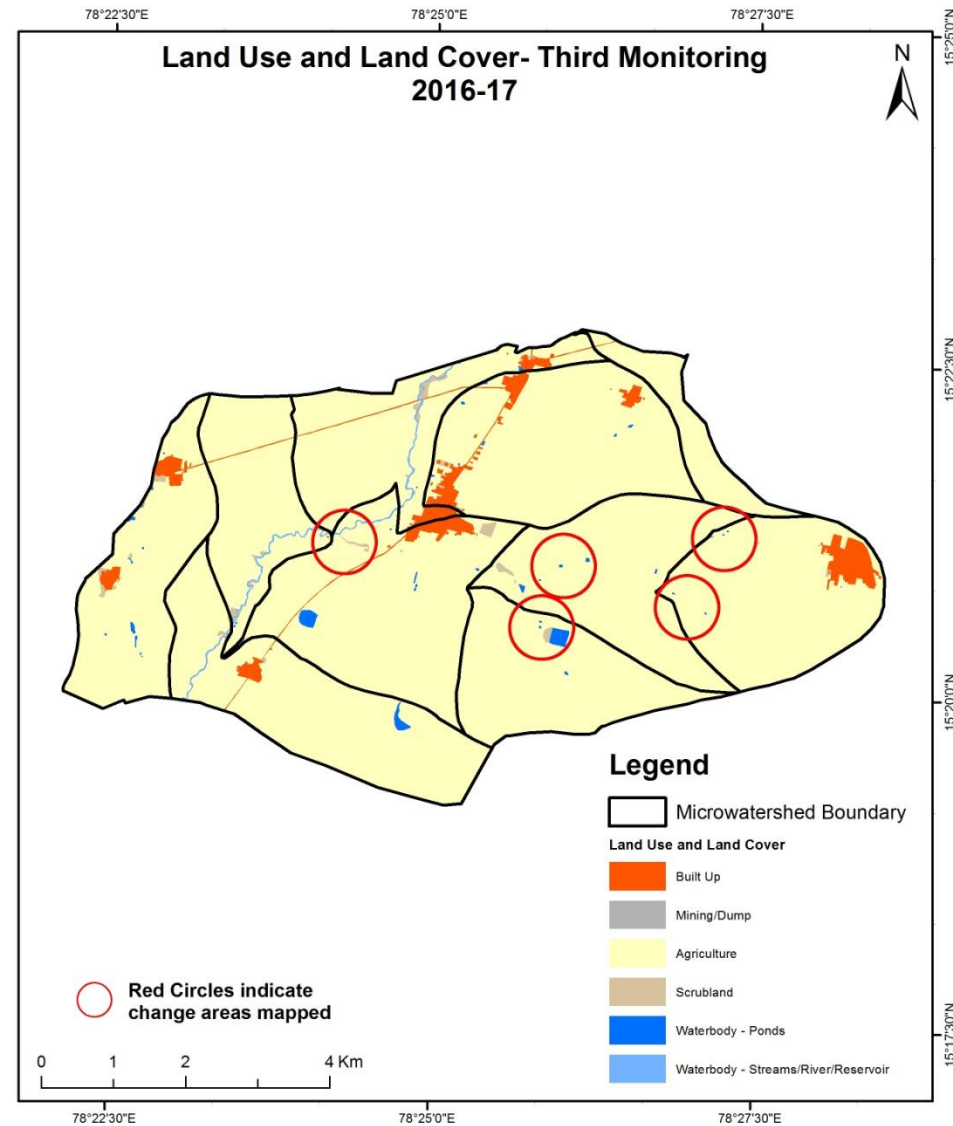 78°22'30"E 78°25'0"E 78°27'30"E
Land Use and Land Cover- Third Monitoring
2016-17
N
15°25'0"N
15°22'30"N
15°20'0"N
15°17'30"N
Legend
Microwatershed Boundary
Land Use and Land Cover
Built Up
Mining/Dump
Agriculture
Scrubland
Waterbody - Ponds
Waterbody - Streams/River/Reservoir
Red Circles indicate
change areas mapped
0 1 2 4 Km
78°22'30"E 78°25'0"E 78°27'30"E